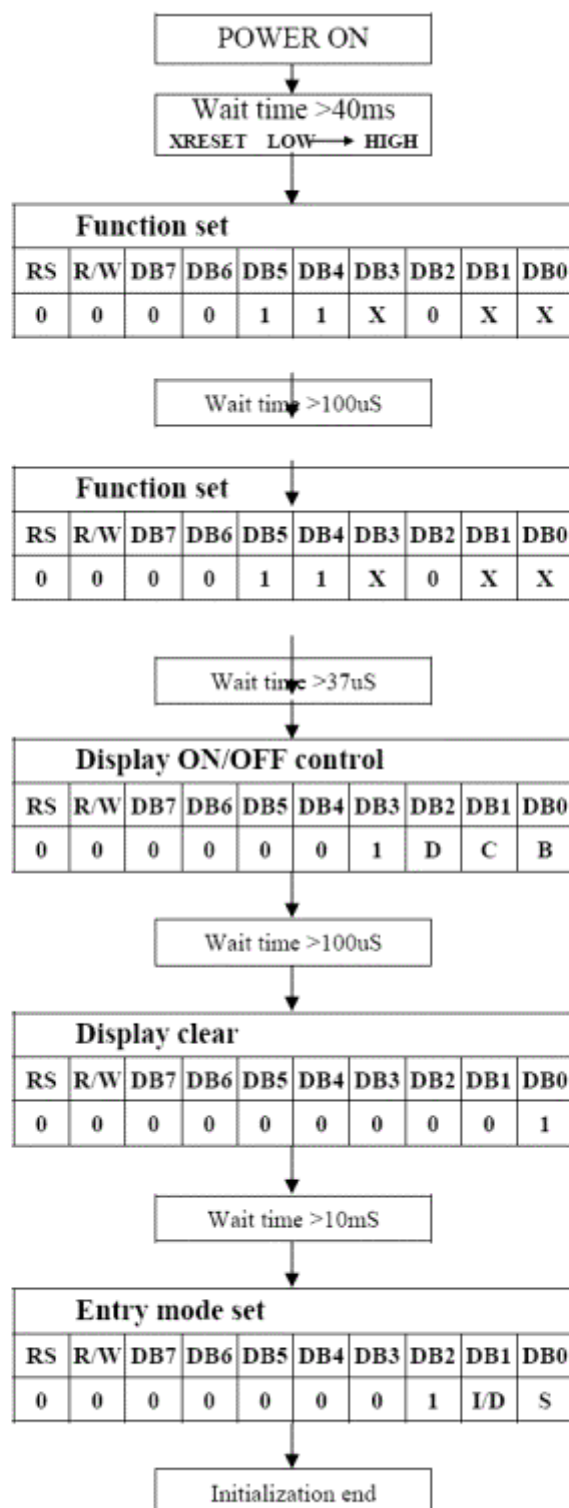 POWER ON
Wait time >40ms
XRESET LOW → HIGH
Function set
RS R/W DB7 DB6 DB5 DB4 DB3 DB2 DB1 DB0
0 0 0 0 1 1 X 0 X X
Wait time >100uS
Function set
RS R/W DB7 DB6 DB5 DB4 DB3 DB2 DB1 DB0
0 0 0 0 1 1 X 0 X X
Wait time >37uS
Display ON/OFF control
RS R/W DB7 DB6 DB5 DB4 DB3 DB2 DB1 DB0
0 0 0 0 0 0 1 D C B
Wait time >100uS
Display clear
RS R/W DB7 DB6 DB5 DB4 DB3 DB2 DB1 DB0
0 0 0 0 0 0 0 0 0 1
Wait time >10mS
Entry mode set
RS R/W DB7 DB6 DB5 DB4 DB3 DB2 DB1 DB0
0 0 0 0 0 0 0 1 I/D S
Initialization end